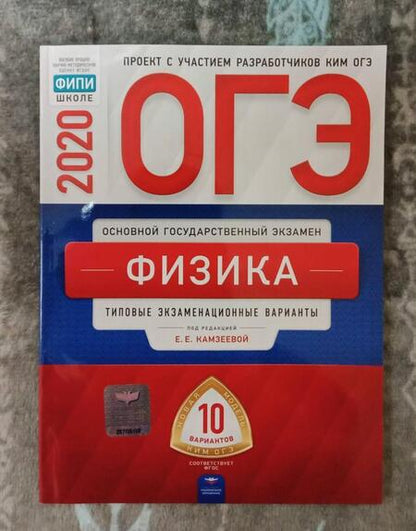 ПРОЕКТ С УЧАСТИЕМ РАЗРАБОТЧИКОВ КИМ ОГЭ
ФИПИ
ШКОЛЕ
2020
ОГЭ
ОСНОВНОЙ ГОСУДАРСТВЕННЫЙ ЭКЗАМЕН
ФИЗИКА
ТИПОВЫЕ ЭКЗАМЕНАЦИОННЫЕ ВАРИАНТЫ
ПОД РЕДАКЦИЕЙ
Е. Е. КАМЗЕЕВОЙ
НОВАЯ МОДЕЛЬ
10
ВАРИАНТОВ
КИМ ОГЭ
СООТВЕТСТВУЕТ
ФГОС